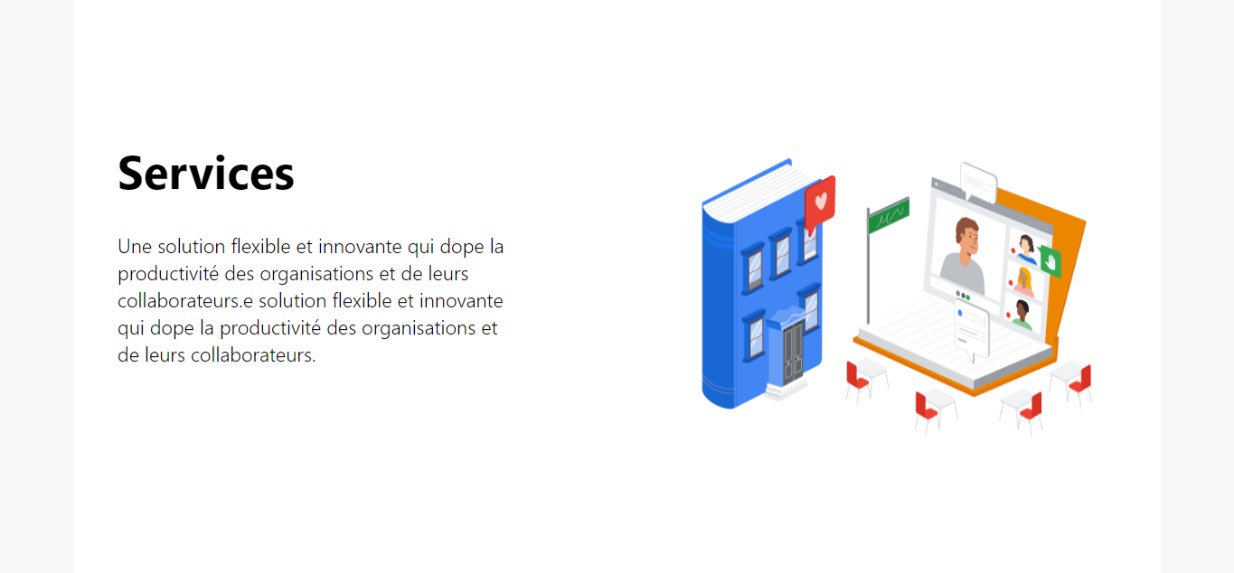 Services
Une solution flexible et innovante qui dope la
productivité des organisations et de leurs
collaborateurs.e solution flexible et innovante
qui dope la productivité des organisations et
de leurs collaborateurs.